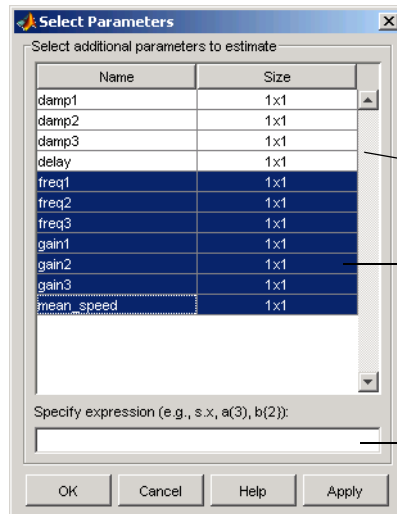 Select Parameters
Select additional parameters to estimate
Name Size
damp1 1x1
damp2 1x1
damp3 1x1
delay 1x1
freq1 1x1
freq2 1x1
freq3 1x1
gain1 1x1
gain2 1x1
gain3 1x1
mean_speed 1x1
Specify expression (e.g., s.x, a(3), b{2}):
OK Cancel Help Apply